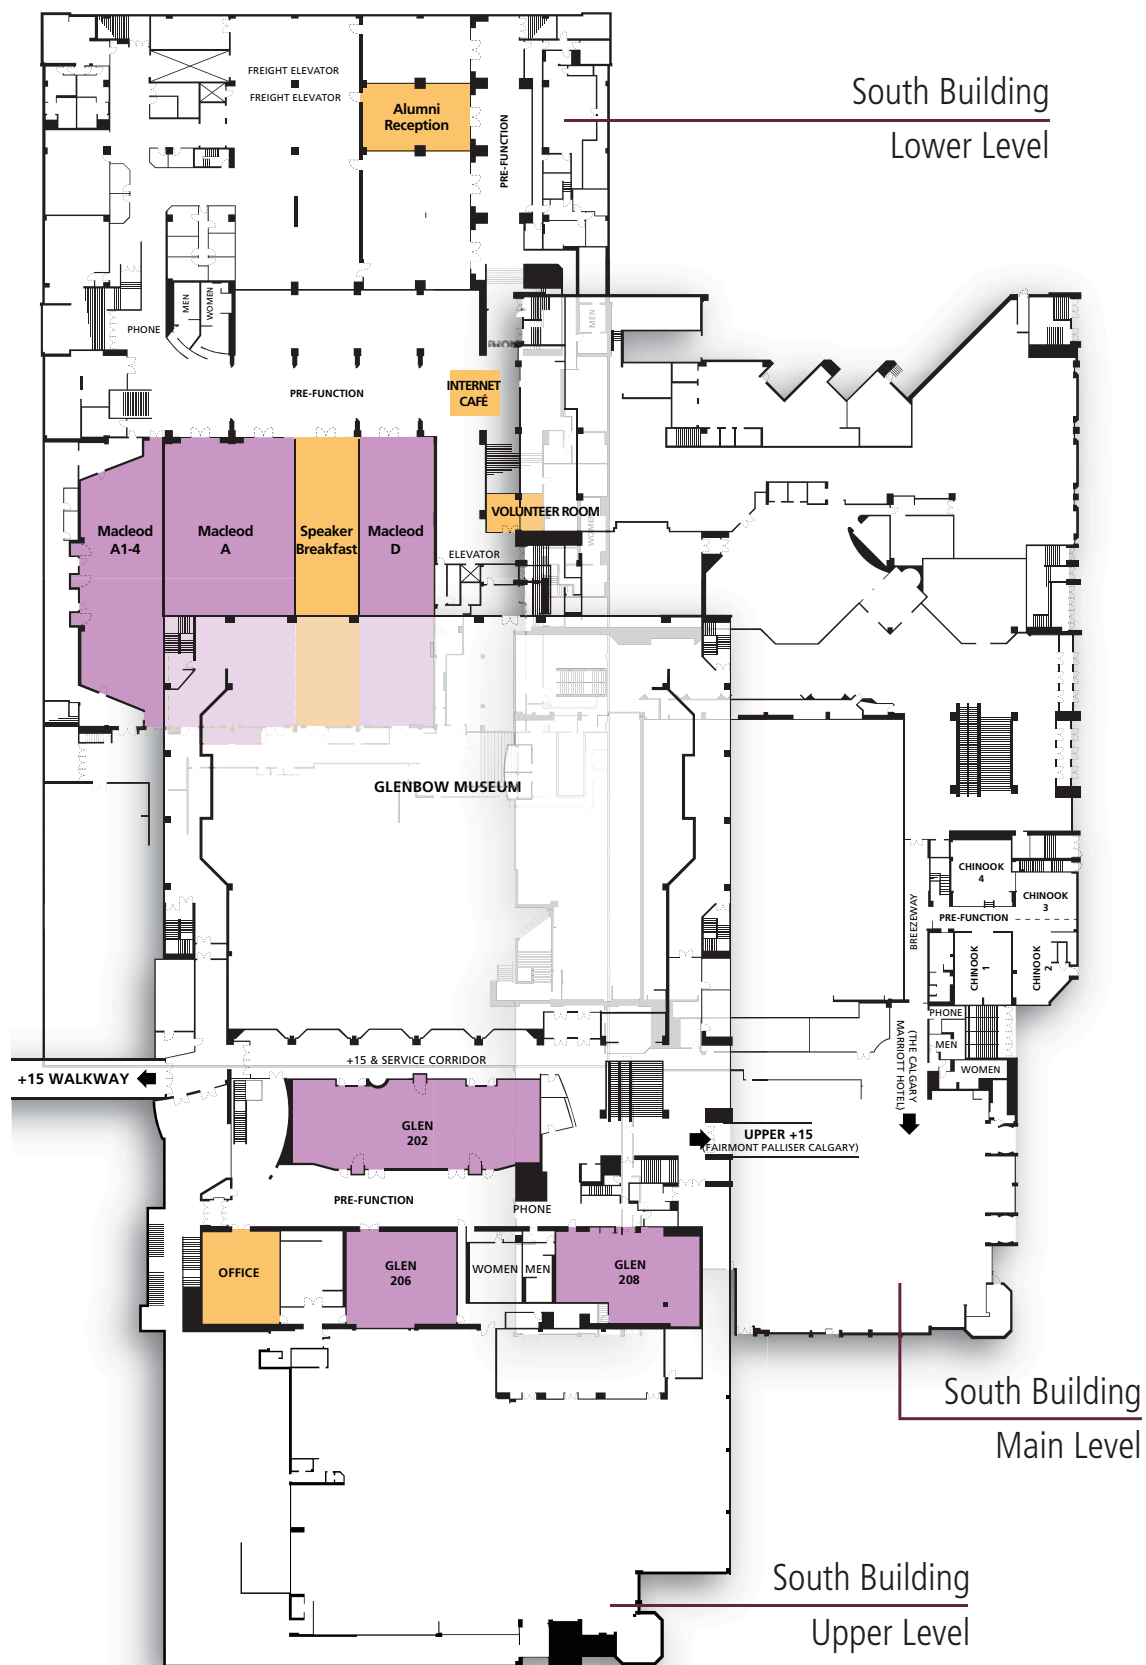 South Building
Lower Level
FREIGHT ELEVATOR
FREIGHT ELEVATOR
Alumni
Reception
PRE-FUNCTION
MEN
WOMEN
PHONE
MEN
PHONE
PRE-FUNCTION
INTERNET
CAFÉ
VOLUNTEER ROOM
WOMEN
Macleod
A1-4
Macleod
A
Speaker
Breakfast
Macleod
D
ELEVATOR
GLENBOW MUSEUM
CHINOOK
4
CHINOOK
3
BREEZEWAY
PRE-FUNCTION
CHINOOK
1
CHINOOK
2
PHONE
MEN
WOMEN
(THE CALGARY
MARRIOTT HOTEL)
+15 & SERVICE CORRIDOR
+15 WALKWAY
GLEN
202
UPPER +15
(FAIRMONT PALLISER CALGARY)
PRE-FUNCTION
PHONE
OFFICE
GLEN
206
WOMEN
MEN
GLEN
208
South Building
Main Level
South Building
Upper Level